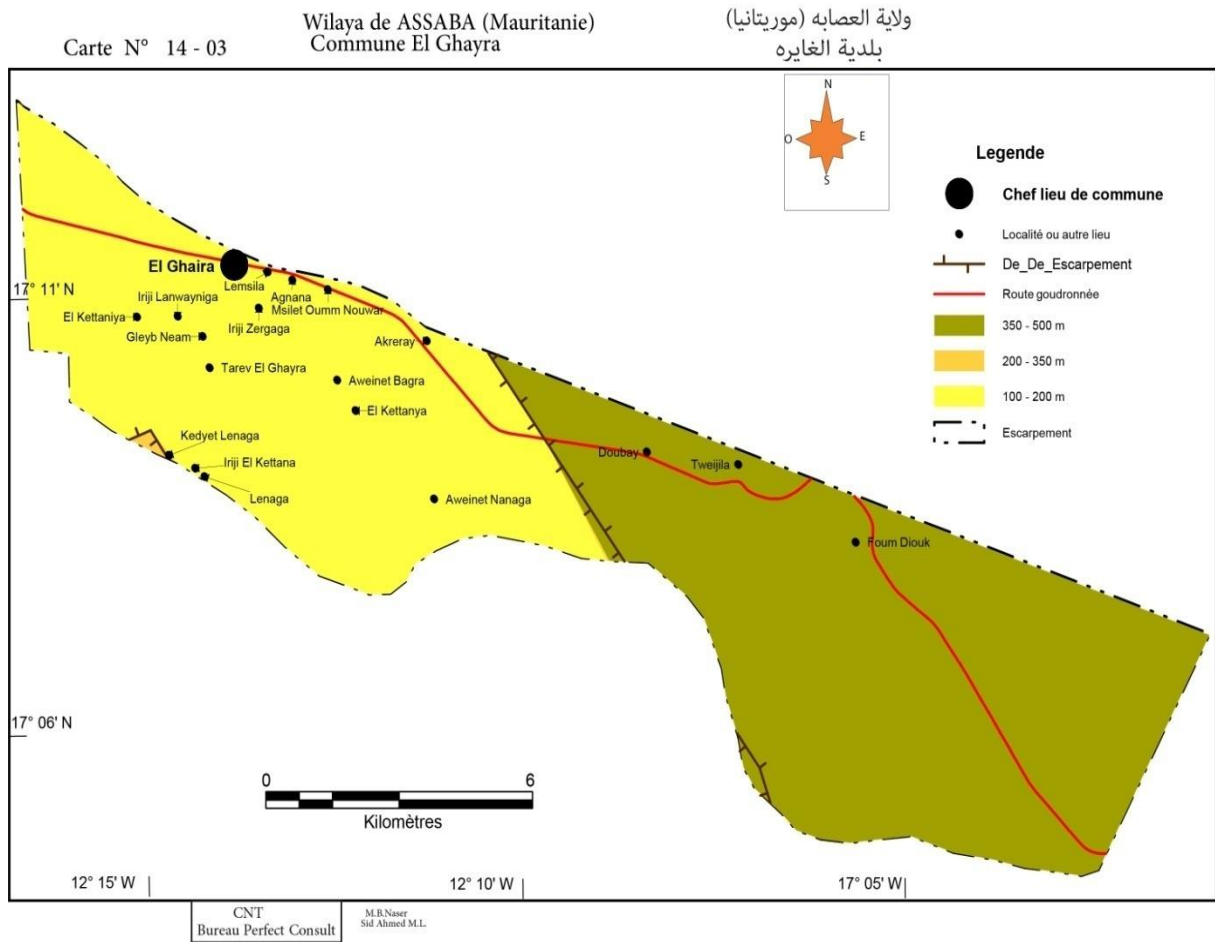 Wilaya de ASSABA (Mauritanie)
ولاية العصابه (موريتانيا)
Carte N° 14 - 03
Commune El Ghayra
بلدية الغايره
N
O
E
S
Legende
Chef lieu de commune
Localité ou autre lieu
De_De_Escarpement
Route goudronnée
350 - 500 m
200 - 350 m
100 - 200 m
Escarpement
El Ghaira
Lemsila
Agnana
Msilet Oumm Nouwar
17° 11' N
Iriji Lanwayniga
El Kettaniya
Iriji Zergaga
Gleyb Neam
Akreray
Tarev El Ghayra
Aweinet Bagra
El Kettanya
Kedyet Lenaga
Iriji El Kettana
Lenaga
Aweinet Nanaga
Doubay
Tweijila
Foum Diouk
17° 06' N
0
6
Kilomètres
12° 15' W
12° 10' W
17° 05' W
CNT
Bureau Perfect Consult
M.B.Naser
Sid Ahmed M.L.